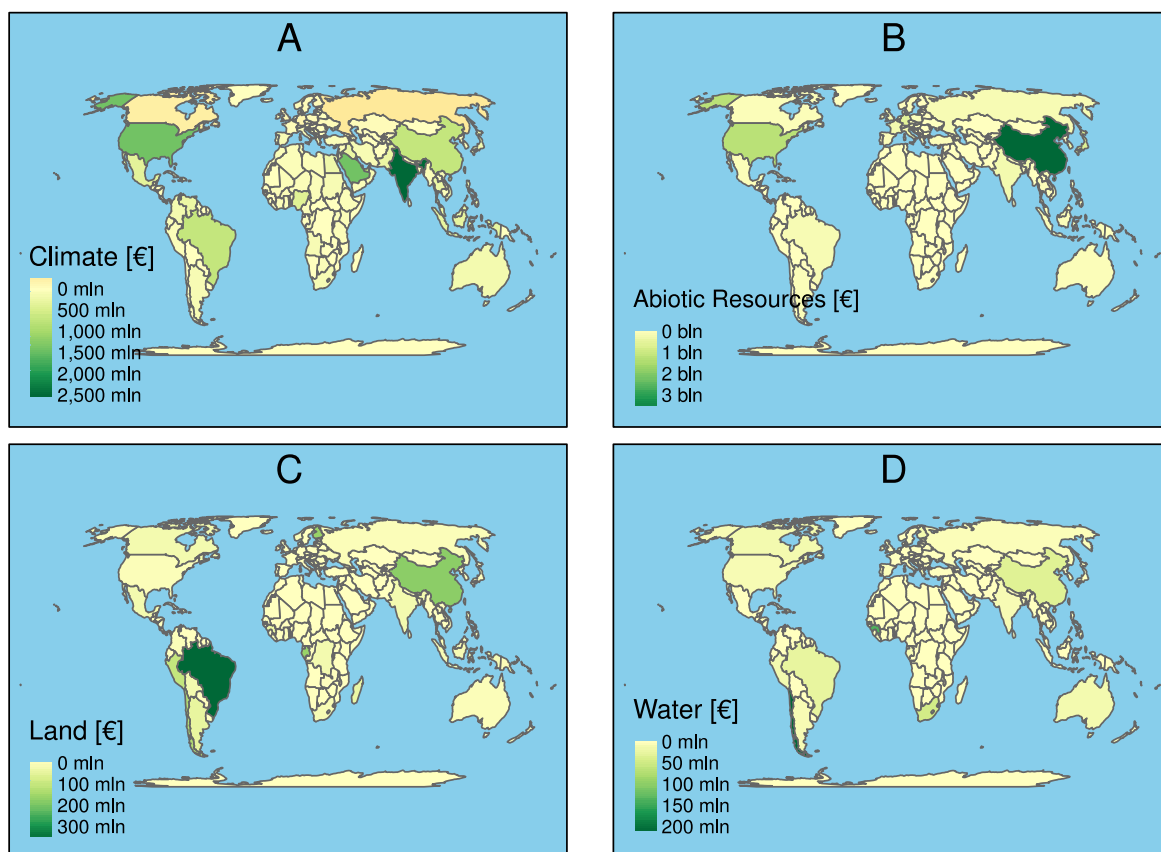 A
Climate [€]
0 mln
500 mln
1,000 mln
1,500 mln
2,000 mln
2,500 mln
B
Abiotic Resources [€]
0 bln
1 bln
2 bln
3 bln
C
Land [€]
0 mln
100 mln
200 mln
300 mln
D
Water [€]
0 mln
50 mln
100 mln
150 mln
200 mln